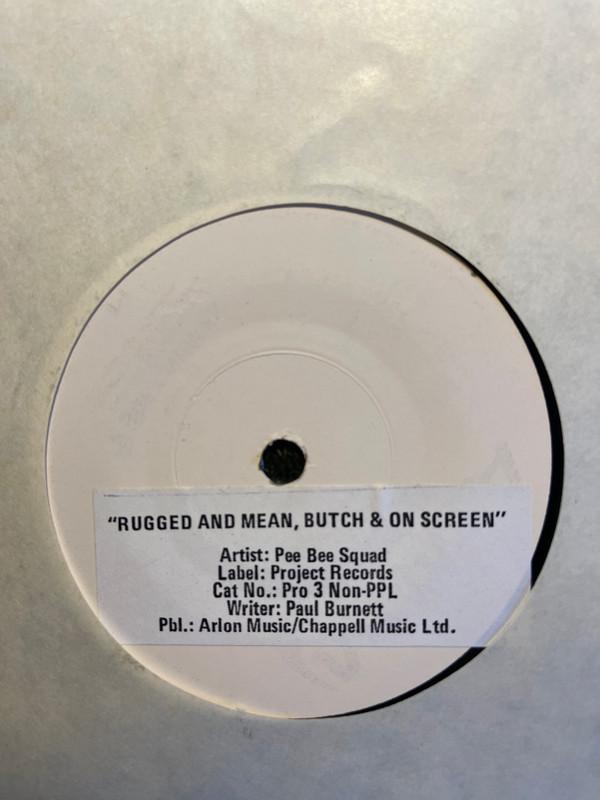 "RUGGED AND MEAN, BUTCH & ON SCREEN"
Artist: Pee Bee Squad
Label: Project Records
Cat No.: Pro 3 Non-PPL
Writer: Paul Burnett
Pbl.: Arlon Music/Chappell Music Ltd.